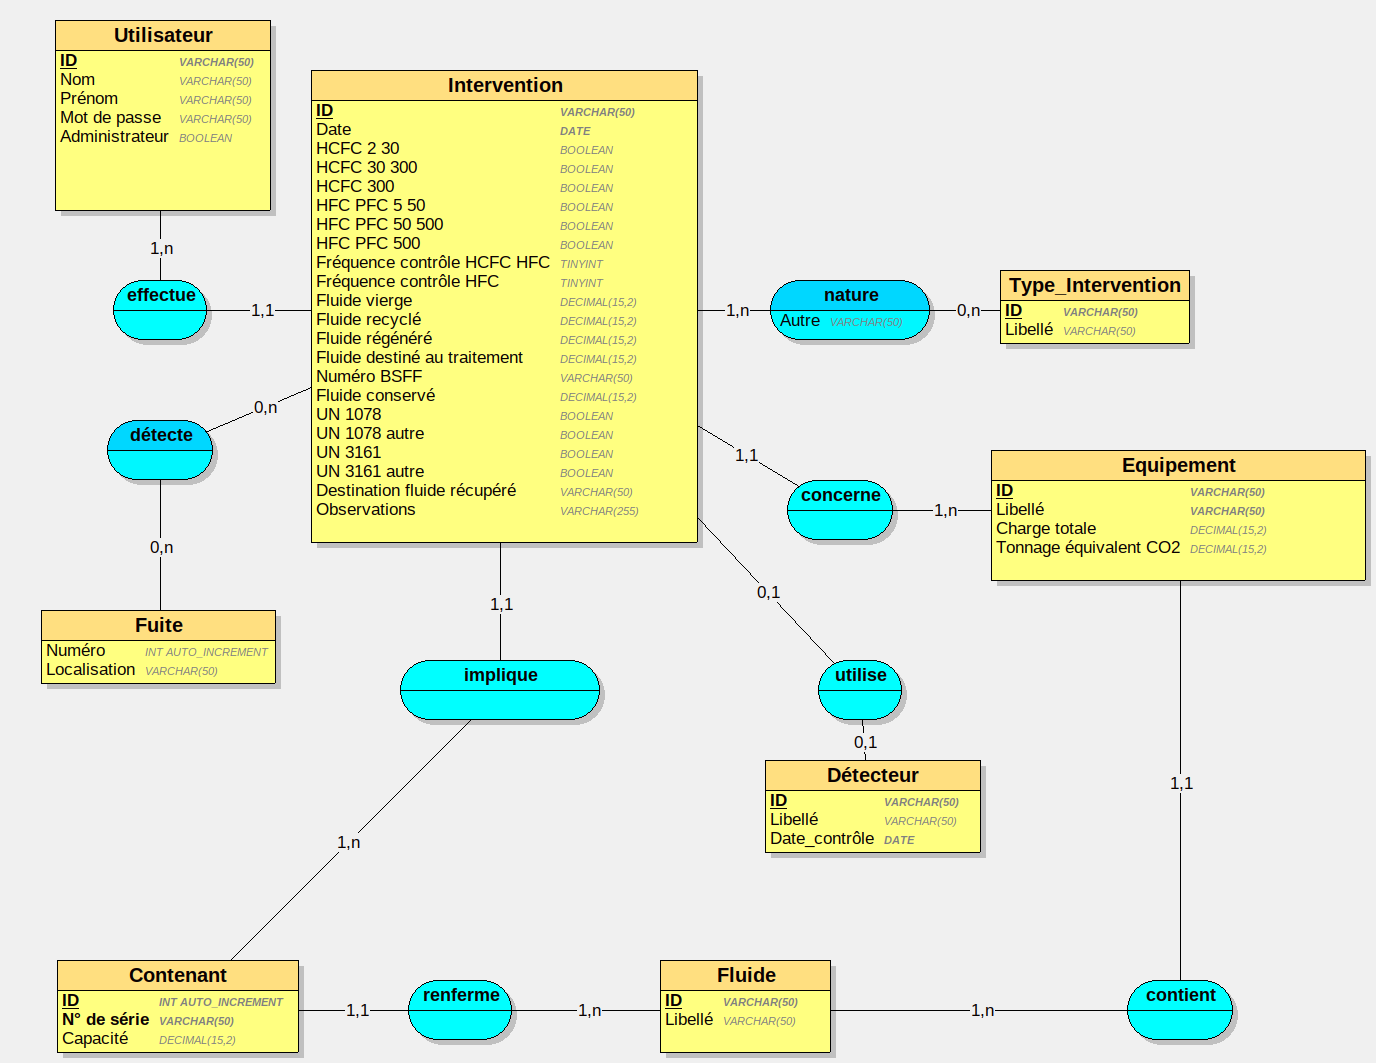 Utilisateur
ID VARCHAR(50)
Nom VARCHAR(50)
Prénom VARCHAR(50)
Mot de passe VARCHAR(50)
Administrateur BOOLEAN
1,n
effectue
1,1
Intervention
ID VARCHAR(50)
Date DATE
HCFC 2 30 BOOLEAN
HCFC 30 300 BOOLEAN
HCFC 300 BOOLEAN
HFC PFC 5 50 BOOLEAN
HFC PFC 50 500 BOOLEAN
HFC PFC 500 BOOLEAN
Fréquence contrôle HCFC HFC TINYINT
Fréquence contrôle HFC TINYINT
Fluide vierge DECIMAL(15,2)
Fluide recyclé DECIMAL(15,2)
Fluide régénéré DECIMAL(15,2)
Fluide destiné au traitement DECIMAL(15,2)
Numéro BSFF VARCHAR(50)
Fluide conservé DECIMAL(15,2)
UN 1078 BOOLEAN
UN 1078 autre BOOLEAN
UN 3161 BOOLEAN
UN 3161 autre BOOLEAN
Destination fluide récupéré VARCHAR(50)
Observations VARCHAR(255)
1,n
nature
Autre VARCHAR(50)
0,n
Type_Intervention
ID VARCHAR(50)
Libellé VARCHAR(50)
0,n
détecte
0,n
Fuite
Numéro INT AUTO_INCREMENT
Localisation VARCHAR(50)
1,1
concerne
1,n
Equipement
ID VARCHAR(50)
Libellé VARCHAR(50)
Charge totale DECIMAL(15,2)
Tonnage équivalent CO2 DECIMAL(15,2)
1,1
implique
1,n
0,1
utilise
0,1
Détecteur
ID VARCHAR(50)
Libellé VARCHAR(50)
Date_contrôle DATE
1,1
Contenant
ID INT AUTO_INCREMENT
N° de série VARCHAR(50)
Capacité DECIMAL(15,2)
1,1
renferme
1,n
Fluide
ID VARCHAR(50)
Libellé VARCHAR(50)
1,n
contient